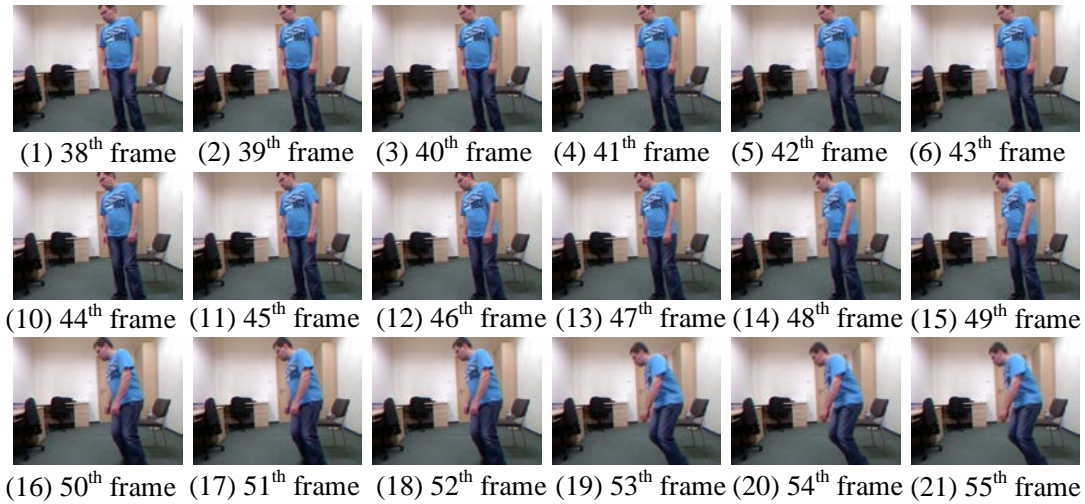 (1) 38th frame (2) 39th frame (3) 40th frame (4) 41th frame (5) 42th frame (6) 43th frame
(10) 44th frame (11) 45th frame (12) 46th frame (13) 47th frame (14) 48th frame (15) 49th frame
(16) 50th frame (17) 51th frame (18) 52th frame (19) 53th frame (20) 54th frame (21) 55th frame